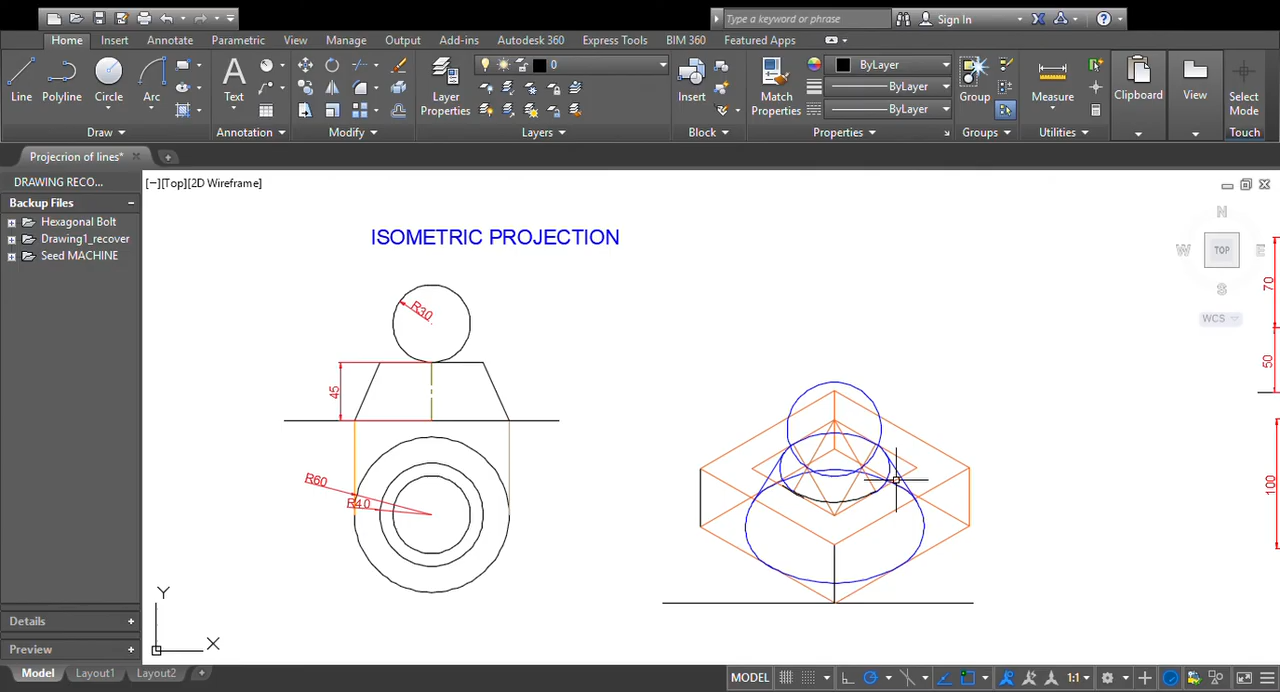 Type a keyword or phrase
Sign In
Home Insert Annotate Parametric View Manage Output Add-ins Autodesk 360 Express Tools BIM 360 Featured Apps
0
ByLayer
ByLayer
ByLayer
Line Polyline Circle Arc Text Layer Properties Insert Match Properties Group Measure Clipboard View Select Mode
Draw Annotation Modify Layers Block Properties Groups Utilities Touch
Projecrion of lines*
DRAWING RECO...
Backup Files
Hexagonal Bolt
Drawing1_recover
Seed MACHINE
[−][Top][2D Wireframe]
ISOMETRIC PROJECTION
N
W TOP E
S
WCS
R30
45
R60
R40
70
50
100
Y
X
Details
Preview
Model Layout1 Layout2
MODEL
1:1